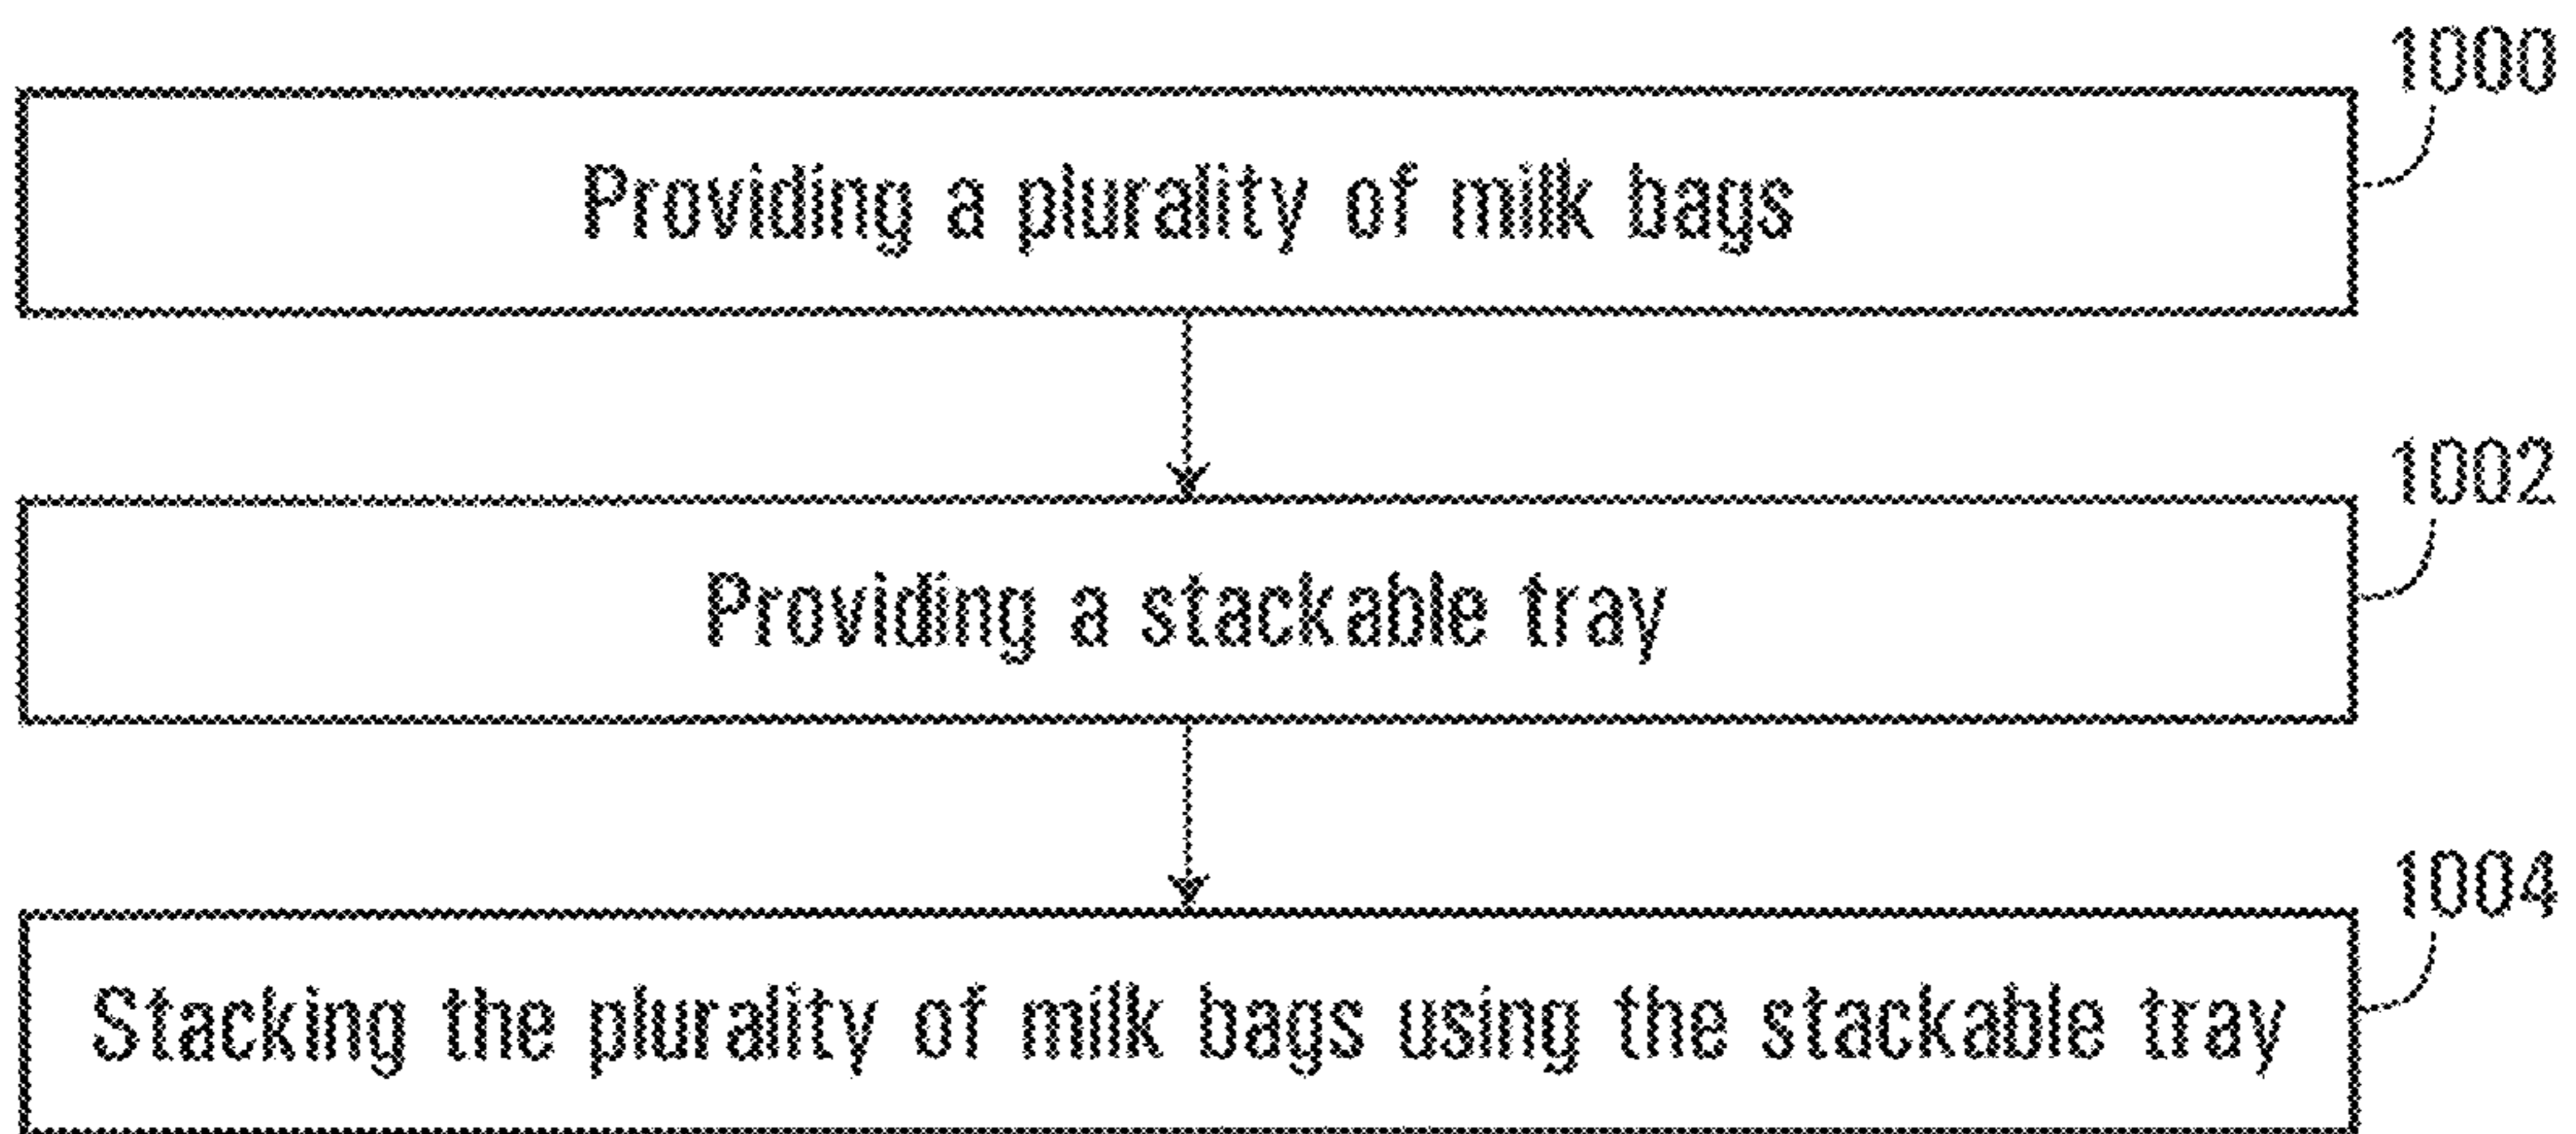 1000
Providing a plurality of milk bags
1002
Providing a stackable tray
1004
Stacking the plurality of milk bags using the stackable tray